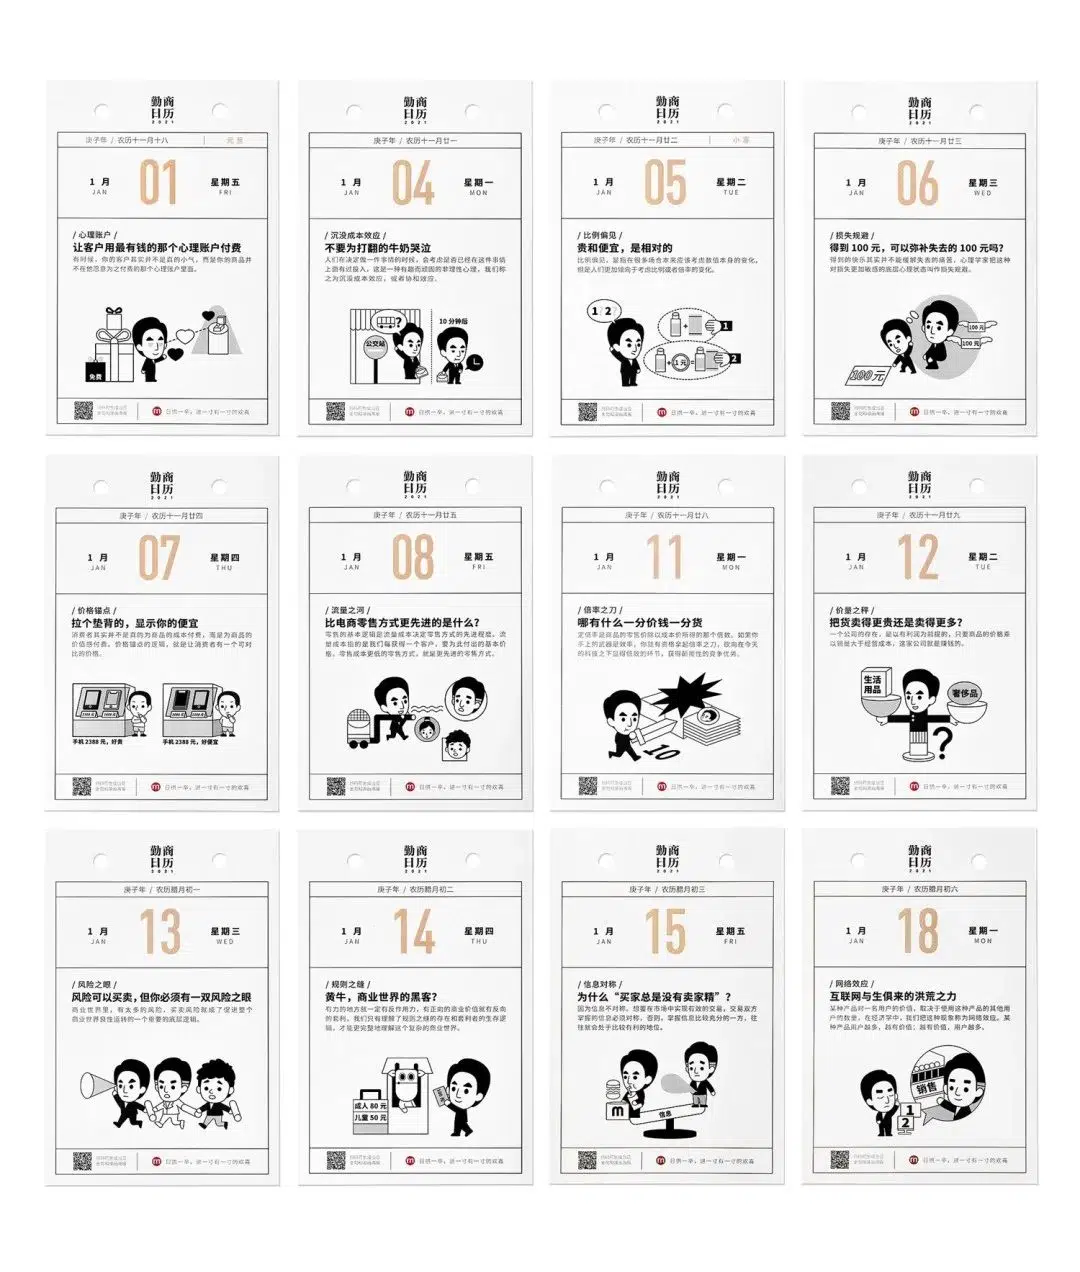 勤商
日历
2021
庚子年 / 农历十一月十八 元旦
1 月 01 星期五
JAN FRI
/ 心理账户 /
让客户用最有钱的那个心理账户付费
有时候，你的客户其实并不是真的小气，而是你的商品并
不在他愿意为之付费的那个心理账户里面。
免费
日拱一卒，进一寸有一寸的欢喜
勤商
日历
2021
庚子年 / 农历十一月廿一
1 月 04 星期一
JAN MON
/ 沉没成本效应 /
不要为打翻的牛奶哭泣
人们在决定做一件事情的时候，会考虑是否已经在这件事情
上面有过投入，这是一种有趣而顽固的非理性心理，我们称
之为沉没成本效应，或者协和效应。
?
公交站
10 分钟后
日拱一卒，进一寸有一寸的欢喜
勤商
日历
2021
庚子年 / 农历十一月廿二 小寒
1 月 05 星期二
JAN TUE
/ 比例偏见 /
贵和便宜，是相对的
比例偏见，是指在很多场合本来应该考虑数值本身的变化，
但是人们更加倾向于考虑比例或者倍率的变化。
1/2
1
1 元
2
日拱一卒，进一寸有一寸的欢喜
勤商
日历
2021
庚子年 / 农历十一月廿三
1 月 06 星期三
JAN WED
/ 损失规避 /
得到 100 元，可以弥补失去的 100 元吗?
得到的快乐其实并不能缓解失去的痛苦，心理学家把这种
对损失更加敏感的底层心理状态叫作损失规避。
100 元
100 元
100 元
日拱一卒，进一寸有一寸的欢喜
勤商
日历
2021
庚子年 / 农历十一月廿四
1 月 07 星期四
JAN THU
/ 价格锚点 /
拉个垫背的，显示你的便宜
消费者其实并不是真的为商品的成本付费，而是为商品的
价值感付费。价格锚点的逻辑，就是让消费者有一个可对
比的价格。
手机 2388 元，好贵
手机 2388 元，好便宜
日拱一卒，进一寸有一寸的欢喜
勤商
日历
2021
庚子年 / 农历十一月廿五
1 月 08 星期五
JAN FRI
/ 流量之河 /
比电商零售方式更先进的是什么?
零售的基本逻辑是流量成本决定零售方式的先进程度。流
量成本指的是我们每获得一个客户，要为此付出的基本价
格，零售成本更低的零售方式，就是更先进的零售方式。
日拱一卒，进一寸有一寸的欢喜
勤商
日历
2021
庚子年 / 农历十一月廿八
1 月 11 星期一
JAN MON
/ 倍率之刀 /
哪有什么一分价钱一分货
定倍率是商品的零售价除以成本价所得的那个倍数。如果你
手上的武器是效率，你就有资格拿起倍率之刀，砍向在今天
的科技之下显得低效的环节，获得前所有的竞争优势。
10
日拱一卒，进一寸有一寸的欢喜
勤商
日历
2021
庚子年 / 农历十一月廿九
1 月 12 星期二
JAN TUE
/ 价量之秤 /
把货卖得更贵还是卖得更多?
一个公司的存在，是以有利润为前提的，只要商品的价格乘
以销量大于经营成本，这家公司就是赚钱的。
生活
用品
奢侈品
?
日拱一卒，进一寸有一寸的欢喜
勤商
日历
2021
庚子年 / 农历腊月初一
1 月 13 星期三
JAN WED
/ 风险之眼 /
风险可以买卖，但你必须有一双风险之眼
商业世界里，有太多的风险，买卖风险就成了促进整个
商业世界良性运转的一个重要的底层逻辑。
日拱一卒，进一寸有一寸的欢喜
勤商
日历
2021
庚子年 / 农历腊月初二
1 月 14 星期四
JAN THU
/ 规则之缝 /
黄牛，商业世界的黑客?
有力的地方就一定有反作用力，有正向的商业价值就有反向
的套利。我们只有理解了规则之缝的存在和套利者的生存逻
辑，才能更完整地理解这个复杂的商业世界。
成人 80 元
儿童 50 元
日拱一卒，进一寸有一寸的欢喜
勤商
日历
2021
庚子年 / 农历腊月初三
1 月 15 星期五
JAN FRI
/ 信息对称 /
为什么“买家总是没有卖家精”?
因为信息不对称。想要在市场中实现有效的交易，交易双方
掌握的信息必须对称，否则，掌握信息比较充分的一方，往
往就会处于比较有利的地位。
m
信息
日拱一卒，进一寸有一寸的欢喜
勤商
日历
2021
庚子年 / 农历腊月初六
1 月 18 星期一
JAN MON
/ 网络效应 /
互联网与生俱来的洪荒之力
某种产品对一名用户的价值，取决于使用这种产品的其他用
户的数量，在经济学中，我们把这种现象称为网络效应。某
种产品用户越多，越有价值；越有价值，用户越多。
销售
1
2
日拱一卒，进一寸有一寸的欢喜